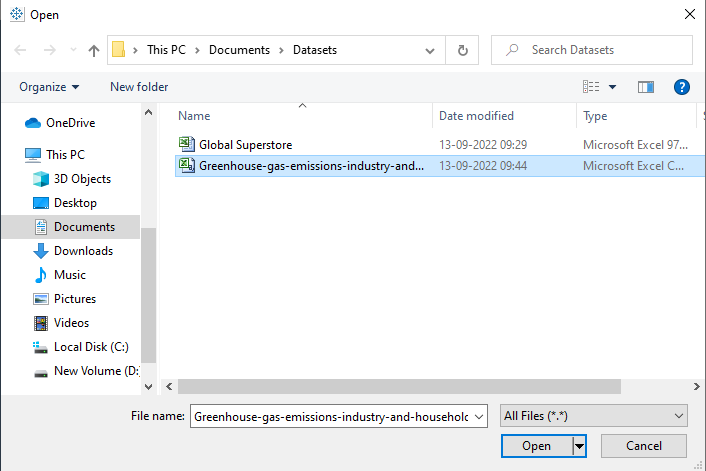 Open
This PC > Documents > Datasets
Search Datasets
Organize
New folder
Name
Date modified
Type
Global Superstore
13-09-2022 09:29
Microsoft Excel 97...
Greenhouse-gas-emissions-industry-and...
13-09-2022 09:44
Microsoft Excel C...
OneDrive
This PC
3D Objects
Desktop
Documents
Downloads
Music
Pictures
Videos
Local Disk (C:)
New Volume (D:
File name:
Greenhouse-gas-emissions-industry-and-househol
All Files (*.*)
Open
Cancel